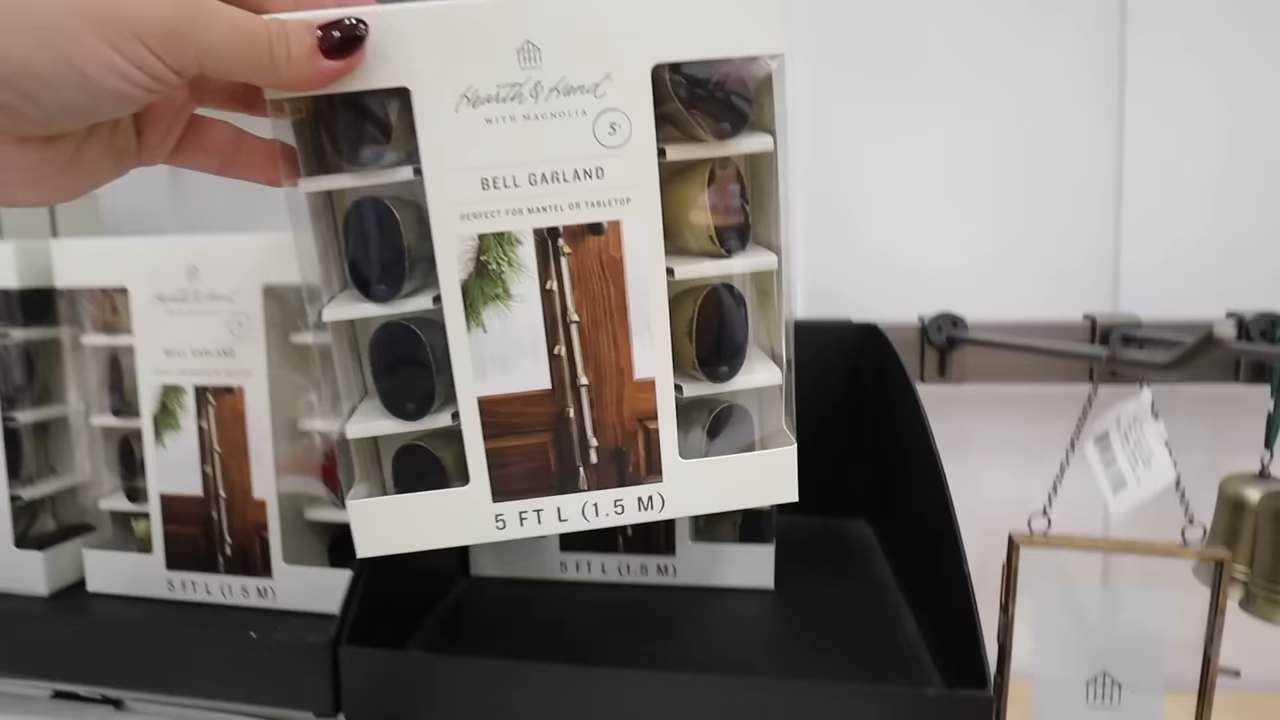 Hearth & Hand
WITH MAGNOLIA
BELL GARLAND
PERFECT FOR MANTEL OR TABLETOP
5 FT L (1.5 M)
BELL GARLAND
5 FT L (1.5 M)
5 FT L (1.5 M)